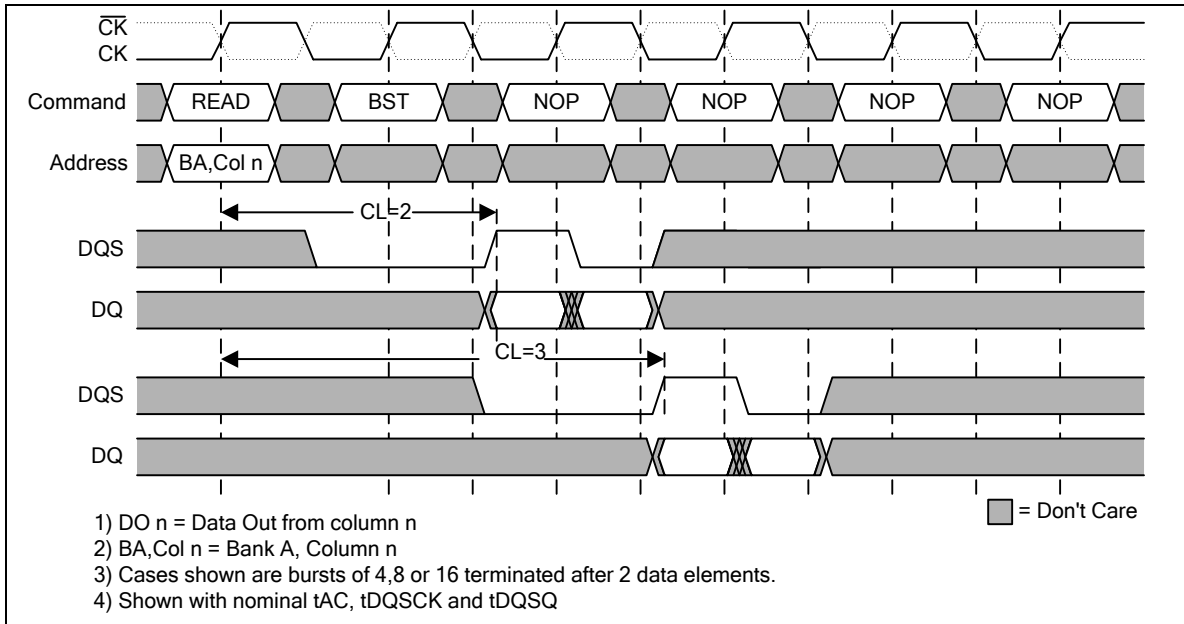 CK
CK
Command READ BST NOP NOP NOP NOP
Address BA,Col n
CL=2
DQS
DQ
CL=3
DQS
DQ
= Don't Care
1) DO n = Data Out from column n
2) BA,Col n = Bank A, Column n
3) Cases shown are bursts of 4,8 or 16 terminated after 2 data elements.
4) Shown with nominal tAC, tDQSCK and tDQSQ